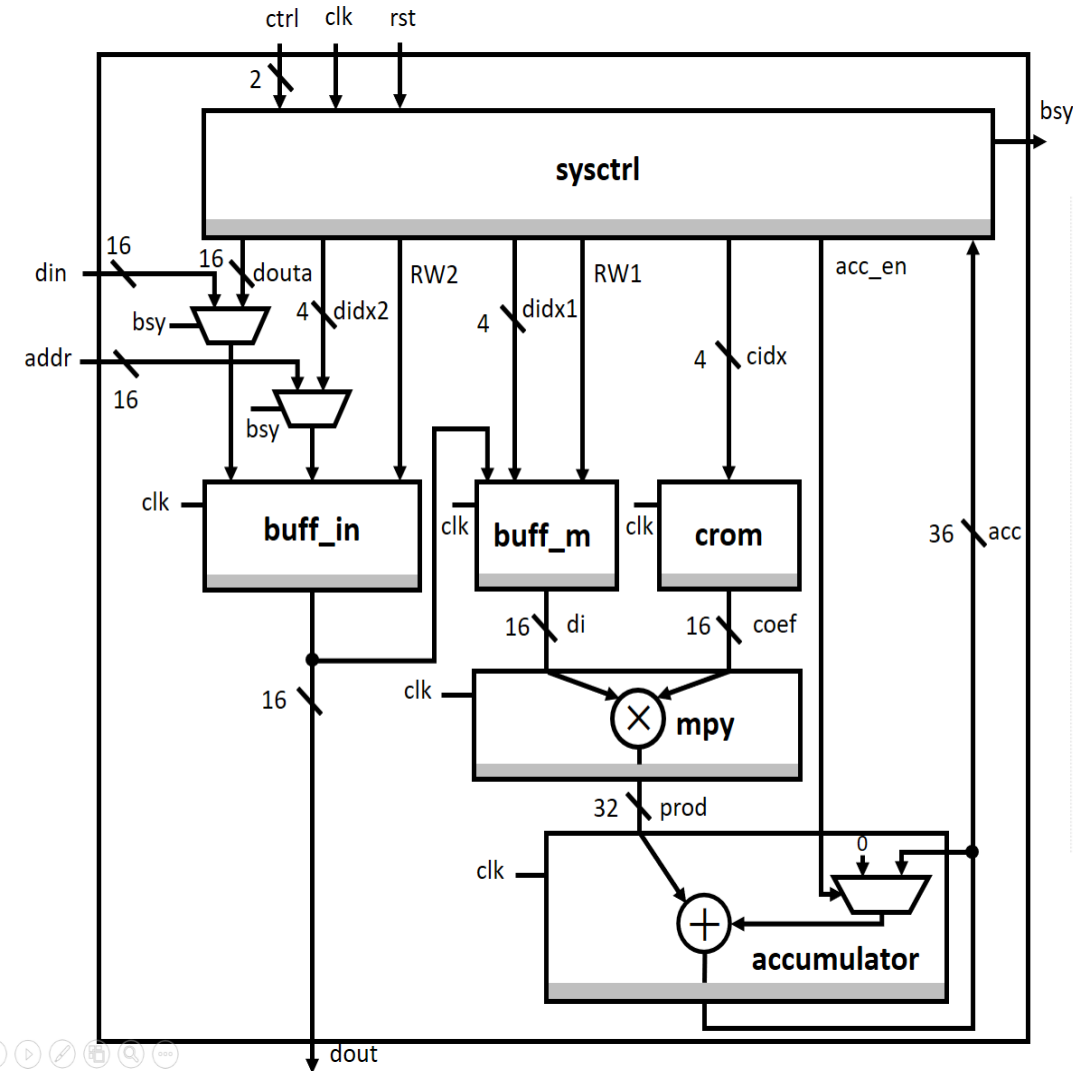 ctrl clk rst
2
bsy
sysctrl
16 16
din douta RW2 RW1 acc_en
4 didx2 4 didx1
bsy
addr 4 cidx
16
bsy
clk clk clk
buff_in buff_m crom 36 acc
16 di 16 coef
16 clk
× mpy
32 prod
0
clk
+
accumulator
dout